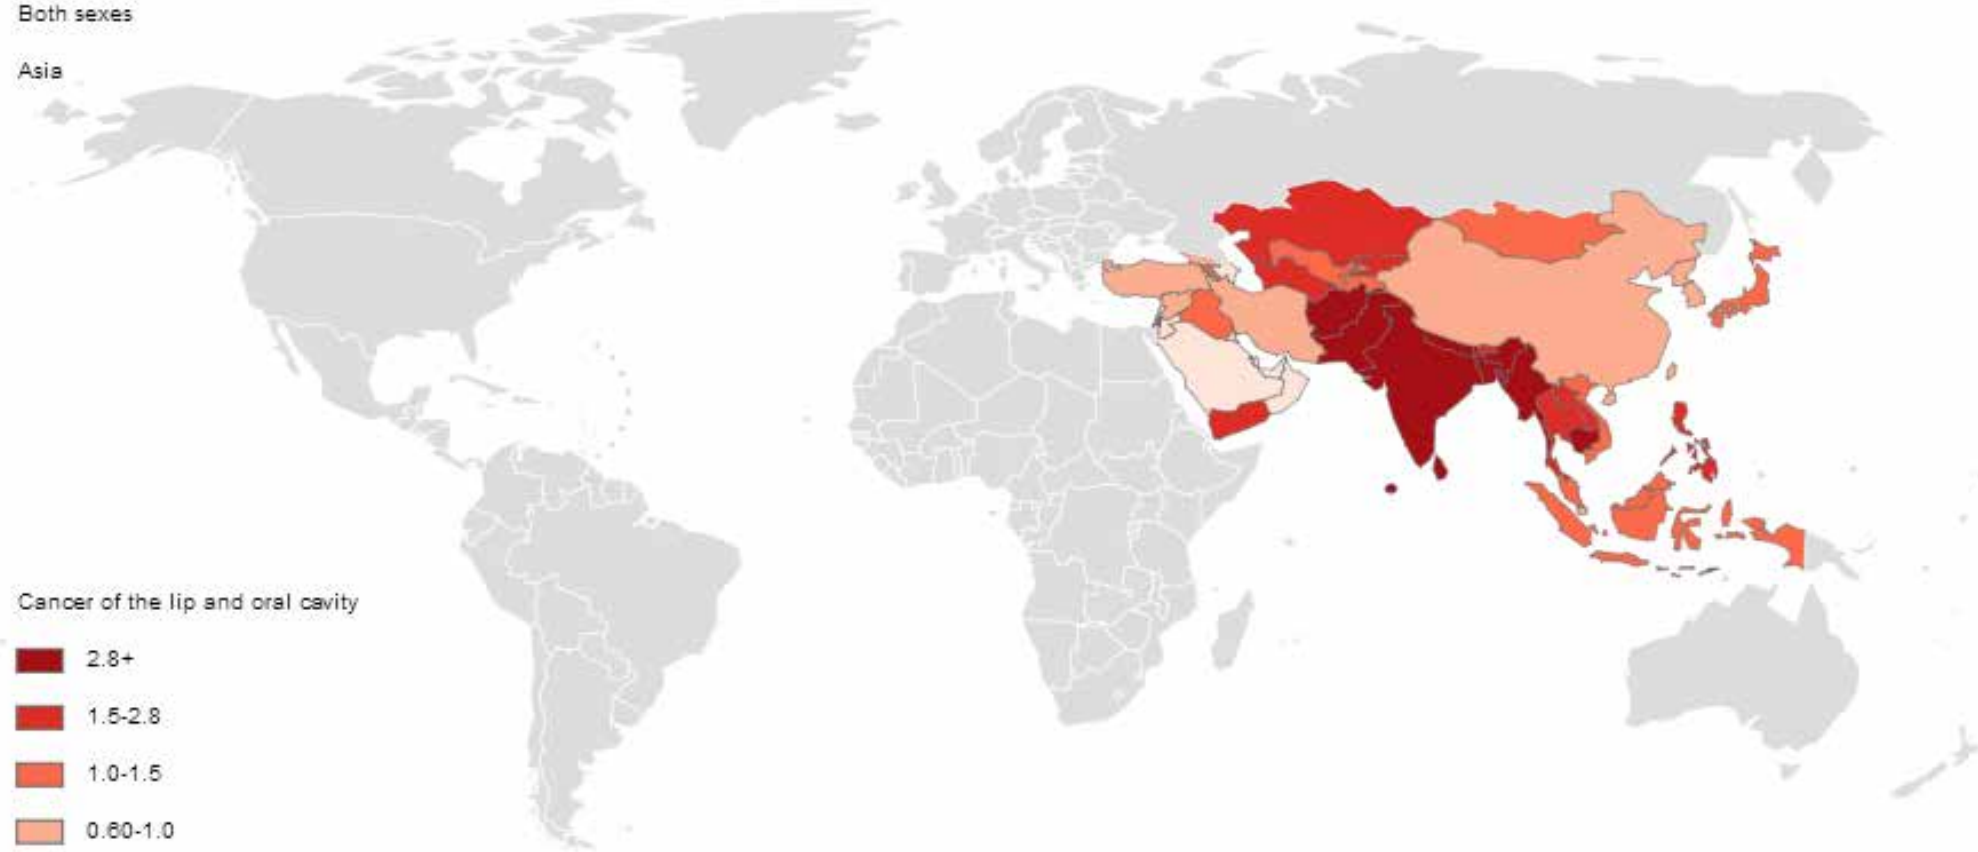 Both sexes
Asia
Cancer of the lip and oral cavity
2.8+
1.5-2.8
1.0-1.5
0.60-1.0